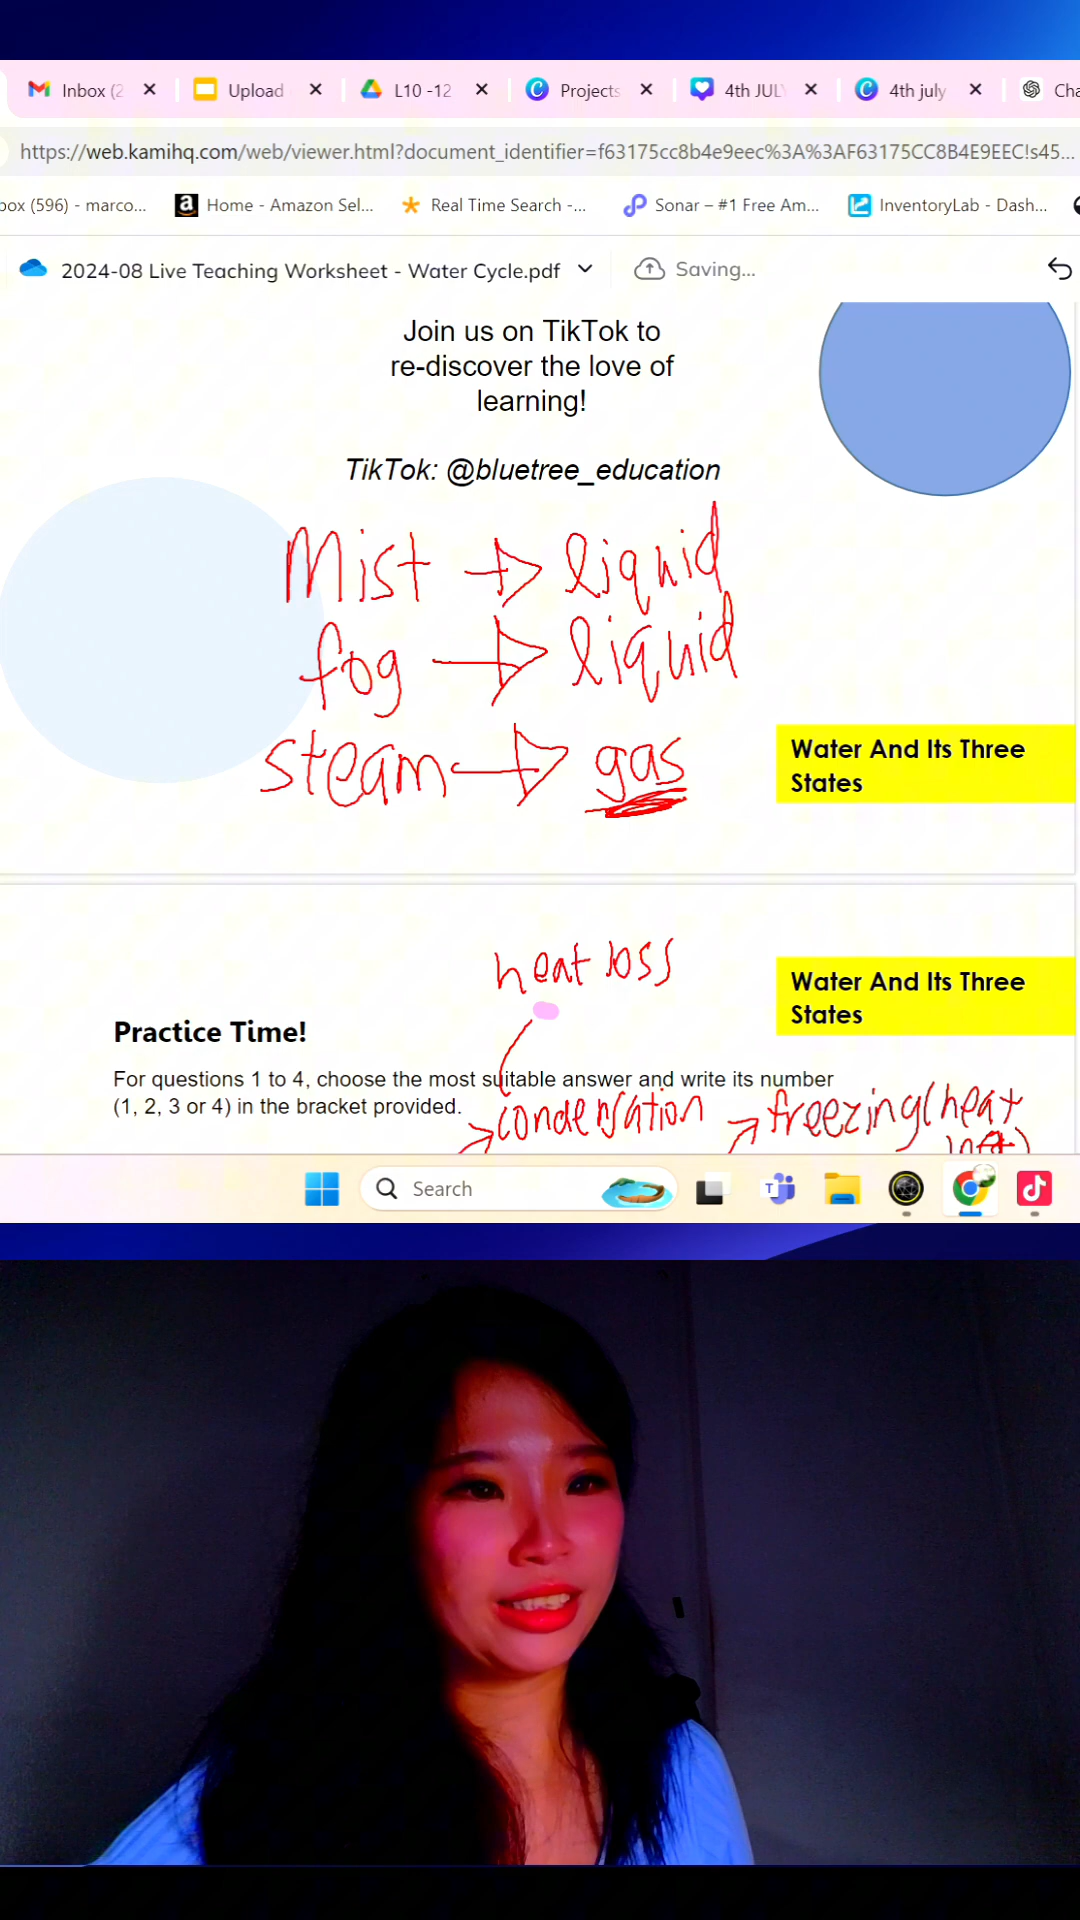 Inbox (2 Upload L10 -12 Projects 4th JUL 4th july Cha
https://web.kamihq.com/web/viewer.html?document_identifier=f63175cc8b4e9eec%3A%3AF63175CC8B4E9EEC!s45...
box (596) - marco... Home - Amazon Sel... Real Time Search -... Sonar – #1 Free Am... InventoryLab - Dash...
2024-08 Live Teaching Worksheet - Water Cycle.pdf Saving...
Join us on TikTok to
re-discover the love of
learning!
TikTok: @bluetree_education
Mist → liquid
fog → liquid
steam → gas
Water And Its Three
States
heat loss
Water And Its Three
States
Practice Time!
For questions 1 to 4, choose the most suitable answer and write its number
(1, 2, 3 or 4) in the bracket provided.
condensation freezing(heat
Search